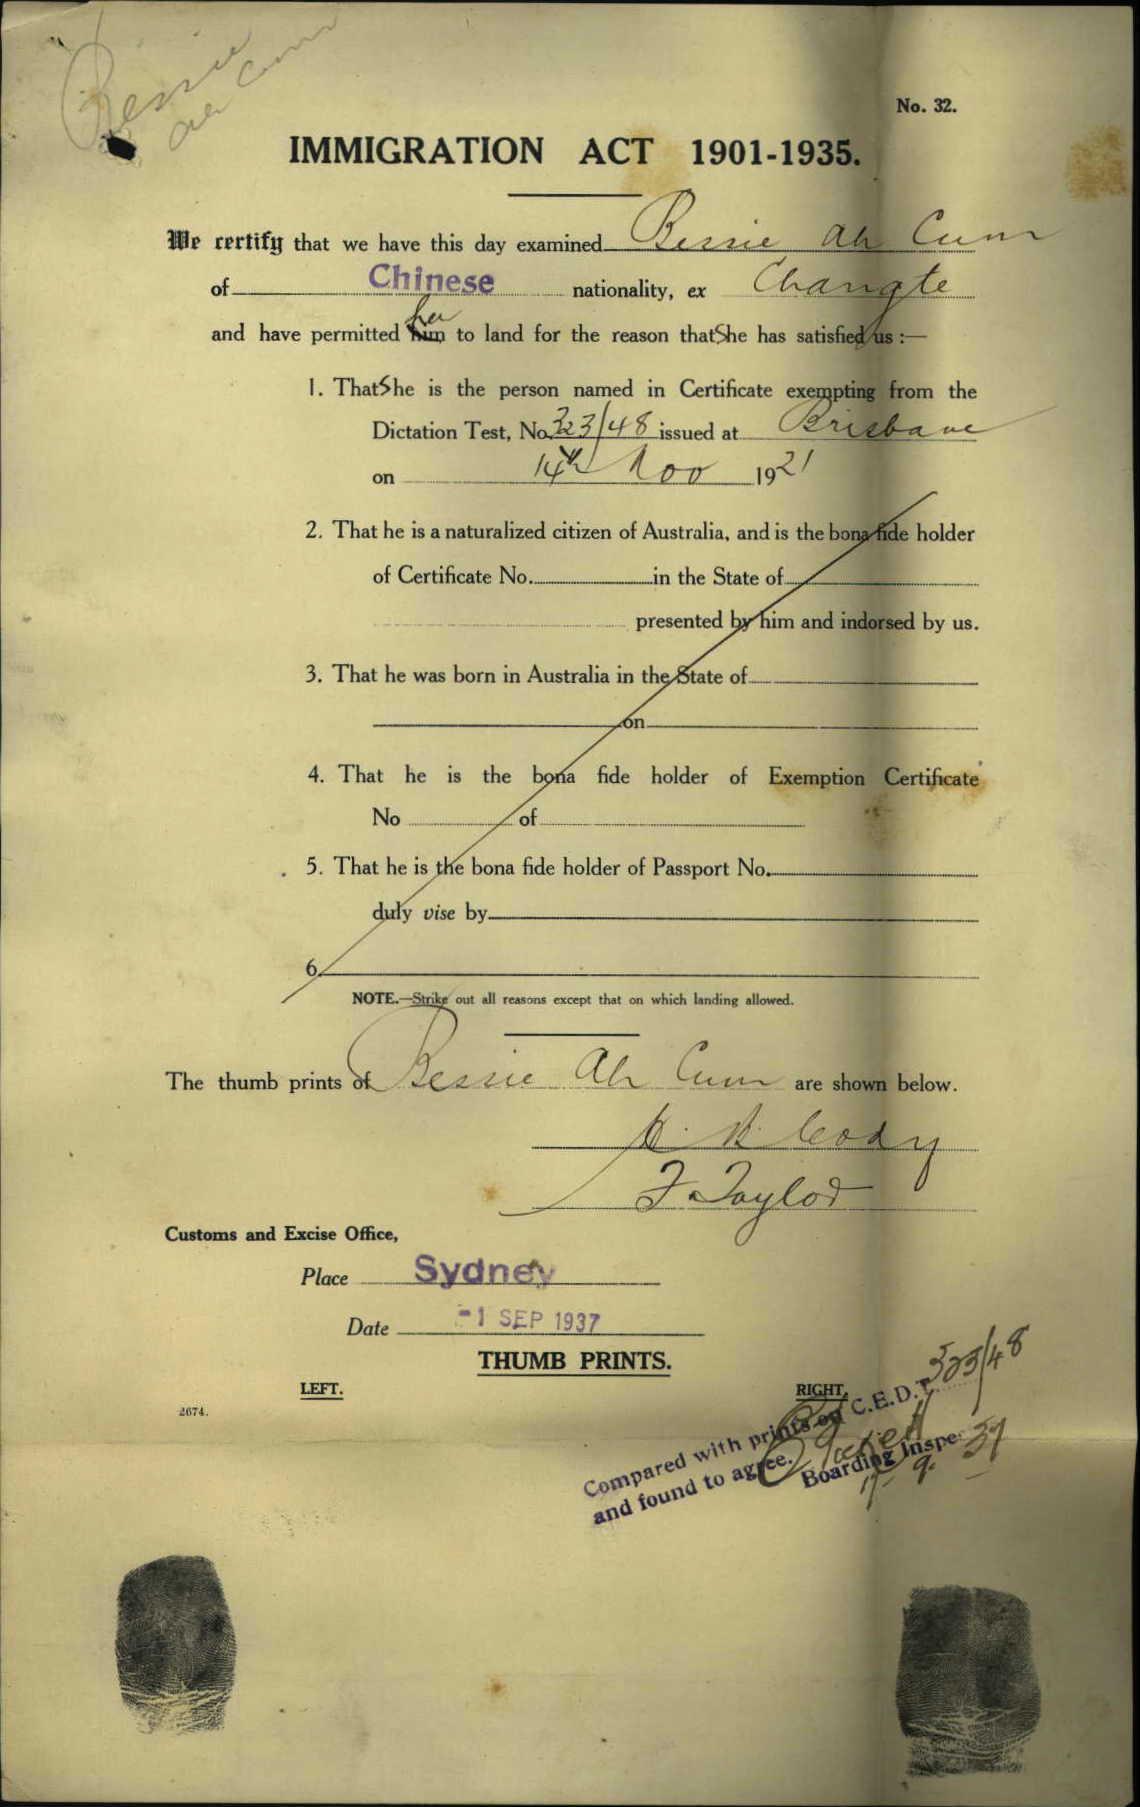 Bessie
Ah Cum
No. 32.
IMMIGRATION ACT 1901-1935.
We certify that we have this day examined Bessie Ah Cum
of Chinese nationality, ex Changte
her
and have permitted him to land for the reason that She has satisfied us :—
1. That She is the person named in Certificate exempting from the
Dictation Test, No. 323/48 issued at Brisbane
on 14th Nov 1921
2. That he is a naturalized citizen of Australia, and is the bona fide holder
of Certificate No. in the State of
presented by him and indorsed by us.
3. That he was born in Australia in the State of
on
4. That he is the bona fide holder of Exemption Certificate
No of
5. That he is the bona fide holder of Passport No.
duly vise by
6.
NOTE.—Strike out all reasons except that on which landing allowed.
The thumb prints of Bessie Ah Cum are shown below.
Cody
F. Taylor
Customs and Excise Office,
Place Sydney
Date -1 SEP 1937
THUMB PRINTS.
LEFT. RIGHT.
2674.
Compared with prints on C.E.D.T. 323/48
and found to agree.
Boarding Inspe
9. 37